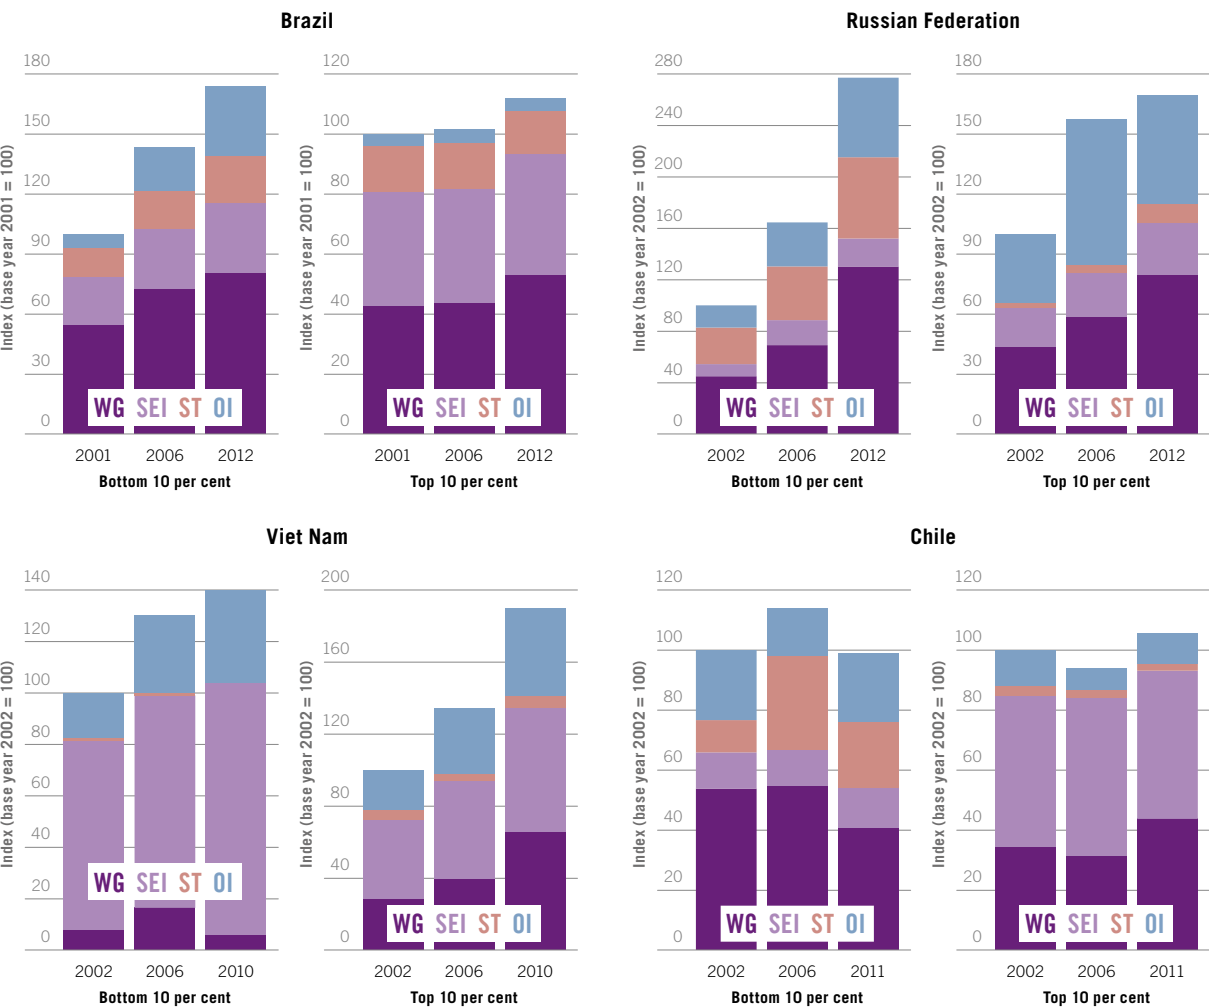 Brazil
Russian Federation
Index (base year 2001 = 100)
180
150
120
90
60
30
0
WG SEI ST OI
2001 2006 2012
Bottom 10 per cent
Index (base year 2001 = 100)
120
100
80
60
40
20
0
WG SEI ST OI
2001 2006 2012
Top 10 per cent
Index (base year 2002 = 100)
280
240
200
160
120
80
40
0
WG SEI ST OI
2002 2006 2012
Bottom 10 per cent
Index (base year 2002 = 100)
180
150
120
90
60
30
0
WG SEI ST OI
2002 2006 2012
Top 10 per cent
Viet Nam
Chile
Index (base year 2002 = 100)
140
120
100
80
60
40
20
0
WG SEI ST OI
2002 2006 2010
Bottom 10 per cent
Index (base year 2002 = 100)
200
160
120
80
40
0
WG SEI ST OI
2002 2006 2010
Top 10 per cent
Index (base year 2002 = 100)
120
100
80
60
40
20
0
WG SEI ST OI
2002 2006 2011
Bottom 10 per cent
Index (base year 2002 = 100)
120
100
80
60
40
20
0
WG SEI ST OI
2002 2006 2011
Top 10 per cent